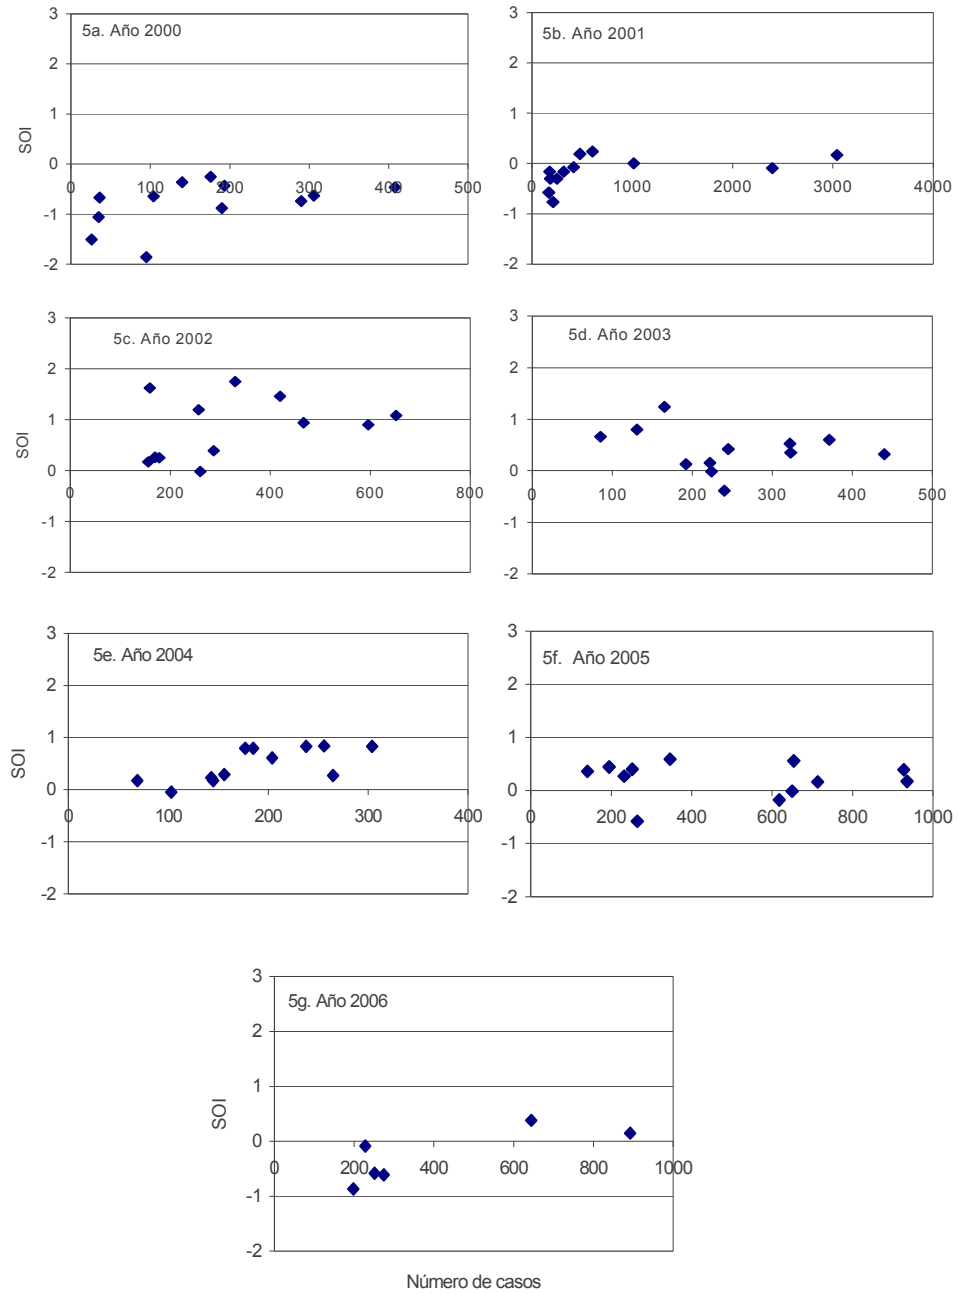 5a. Año 2000
3
2
1
0
-1
-2
SOI
0 100 200 300 400 500
5b. Año 2001
3
2
1
0
-1
-2
0 1000 2000 3000 4000
5c. Año 2002
3
2
1
0
-1
-2
SOI
0 200 400 600 800
5d. Año 2003
3
2
1
0
-1
-2
0 100 200 300 400 500
5e. Año 2004
3
2
1
0
-1
-2
SOI
0 100 200 300 400
5f. Año 2005
3
2
1
0
-1
-2
0 200 400 600 800 1000
5g. Año 2006
3
2
1
0
-1
-2
SOI
0 200 400 600 800 1000
Número de casos